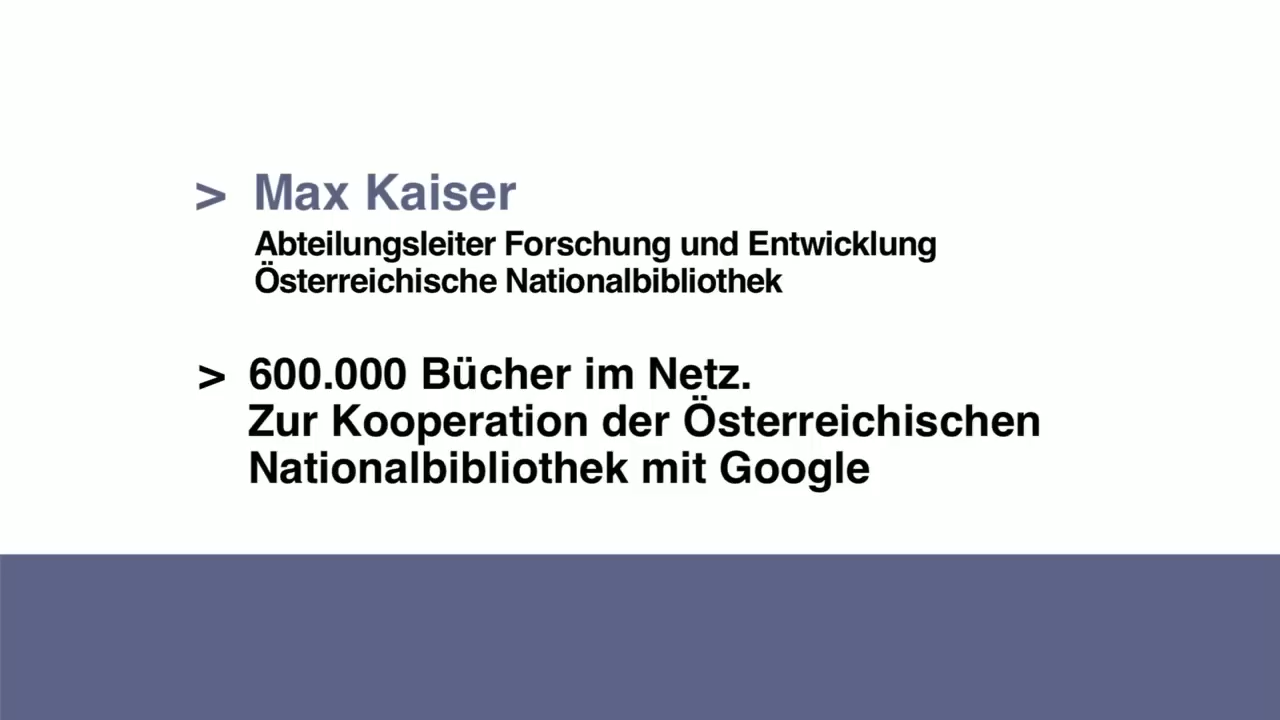 > Max Kaiser
Abteilungsleiter Forschung und Entwicklung
Österreichische Nationalbibliothek
> 600.000 Bücher im Netz.
Zur Kooperation der Österreichischen
Nationalbibliothek mit Google